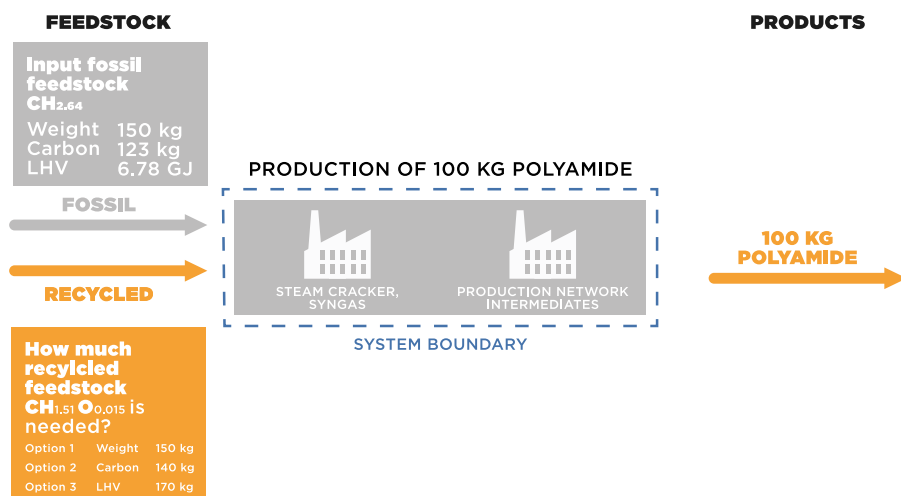 FEEDSTOCK
PRODUCTS
Input fossil
feedstock
CH2.64
Weight 150 kg
Carbon 123 kg
LHV 6.78 GJ
PRODUCTION OF 100 KG POLYAMIDE
FOSSIL
RECYCLED
STEAM CRACKER,
SYNGAS
PRODUCTION NETWORK
INTERMEDIATES
SYSTEM BOUNDARY
100 KG
POLYAMIDE
How much
recylcled
feedstock
CH1.51 O0.015 is
needed?
Option 1 Weight 150 kg
Option 2 Carbon 140 kg
Option 3 LHV 170 kg